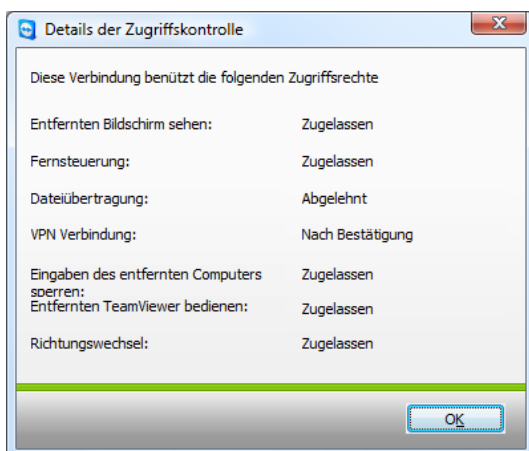 Details der Zugriffskontrolle
Diese Verbindung benützt die folgenden Zugriffsrechte
Entfernten Bildschirm sehen: Zugelassen
Fernsteuerung: Zugelassen
Dateiübertragung: Abgelehnt
VPN Verbindung: Nach Bestätigung
Eingaben des entfernten Computers Zugelassen
sperren:
Entfernten TeamViewer bedienen: Zugelassen
Richtungswechsel: Zugelassen
OK